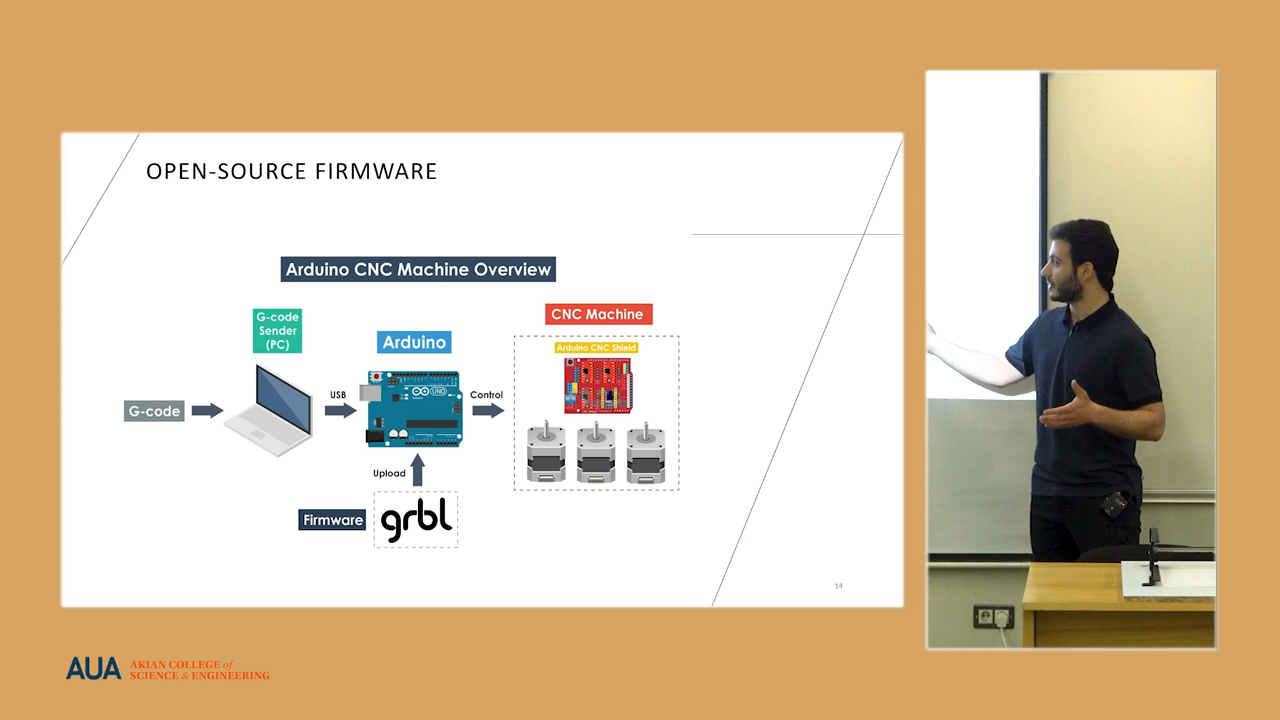 OPEN-SOURCE FIRMWARE
Arduino CNC Machine Overview
G-code
Sender
(PC)
Arduino
CNC Machine
Arduino CNC Shield
G-code
USB
UNO
Control
Upload
Firmware
grbl
14
AUA
AKIAN COLLEGE of
SCIENCE & ENGINEERING